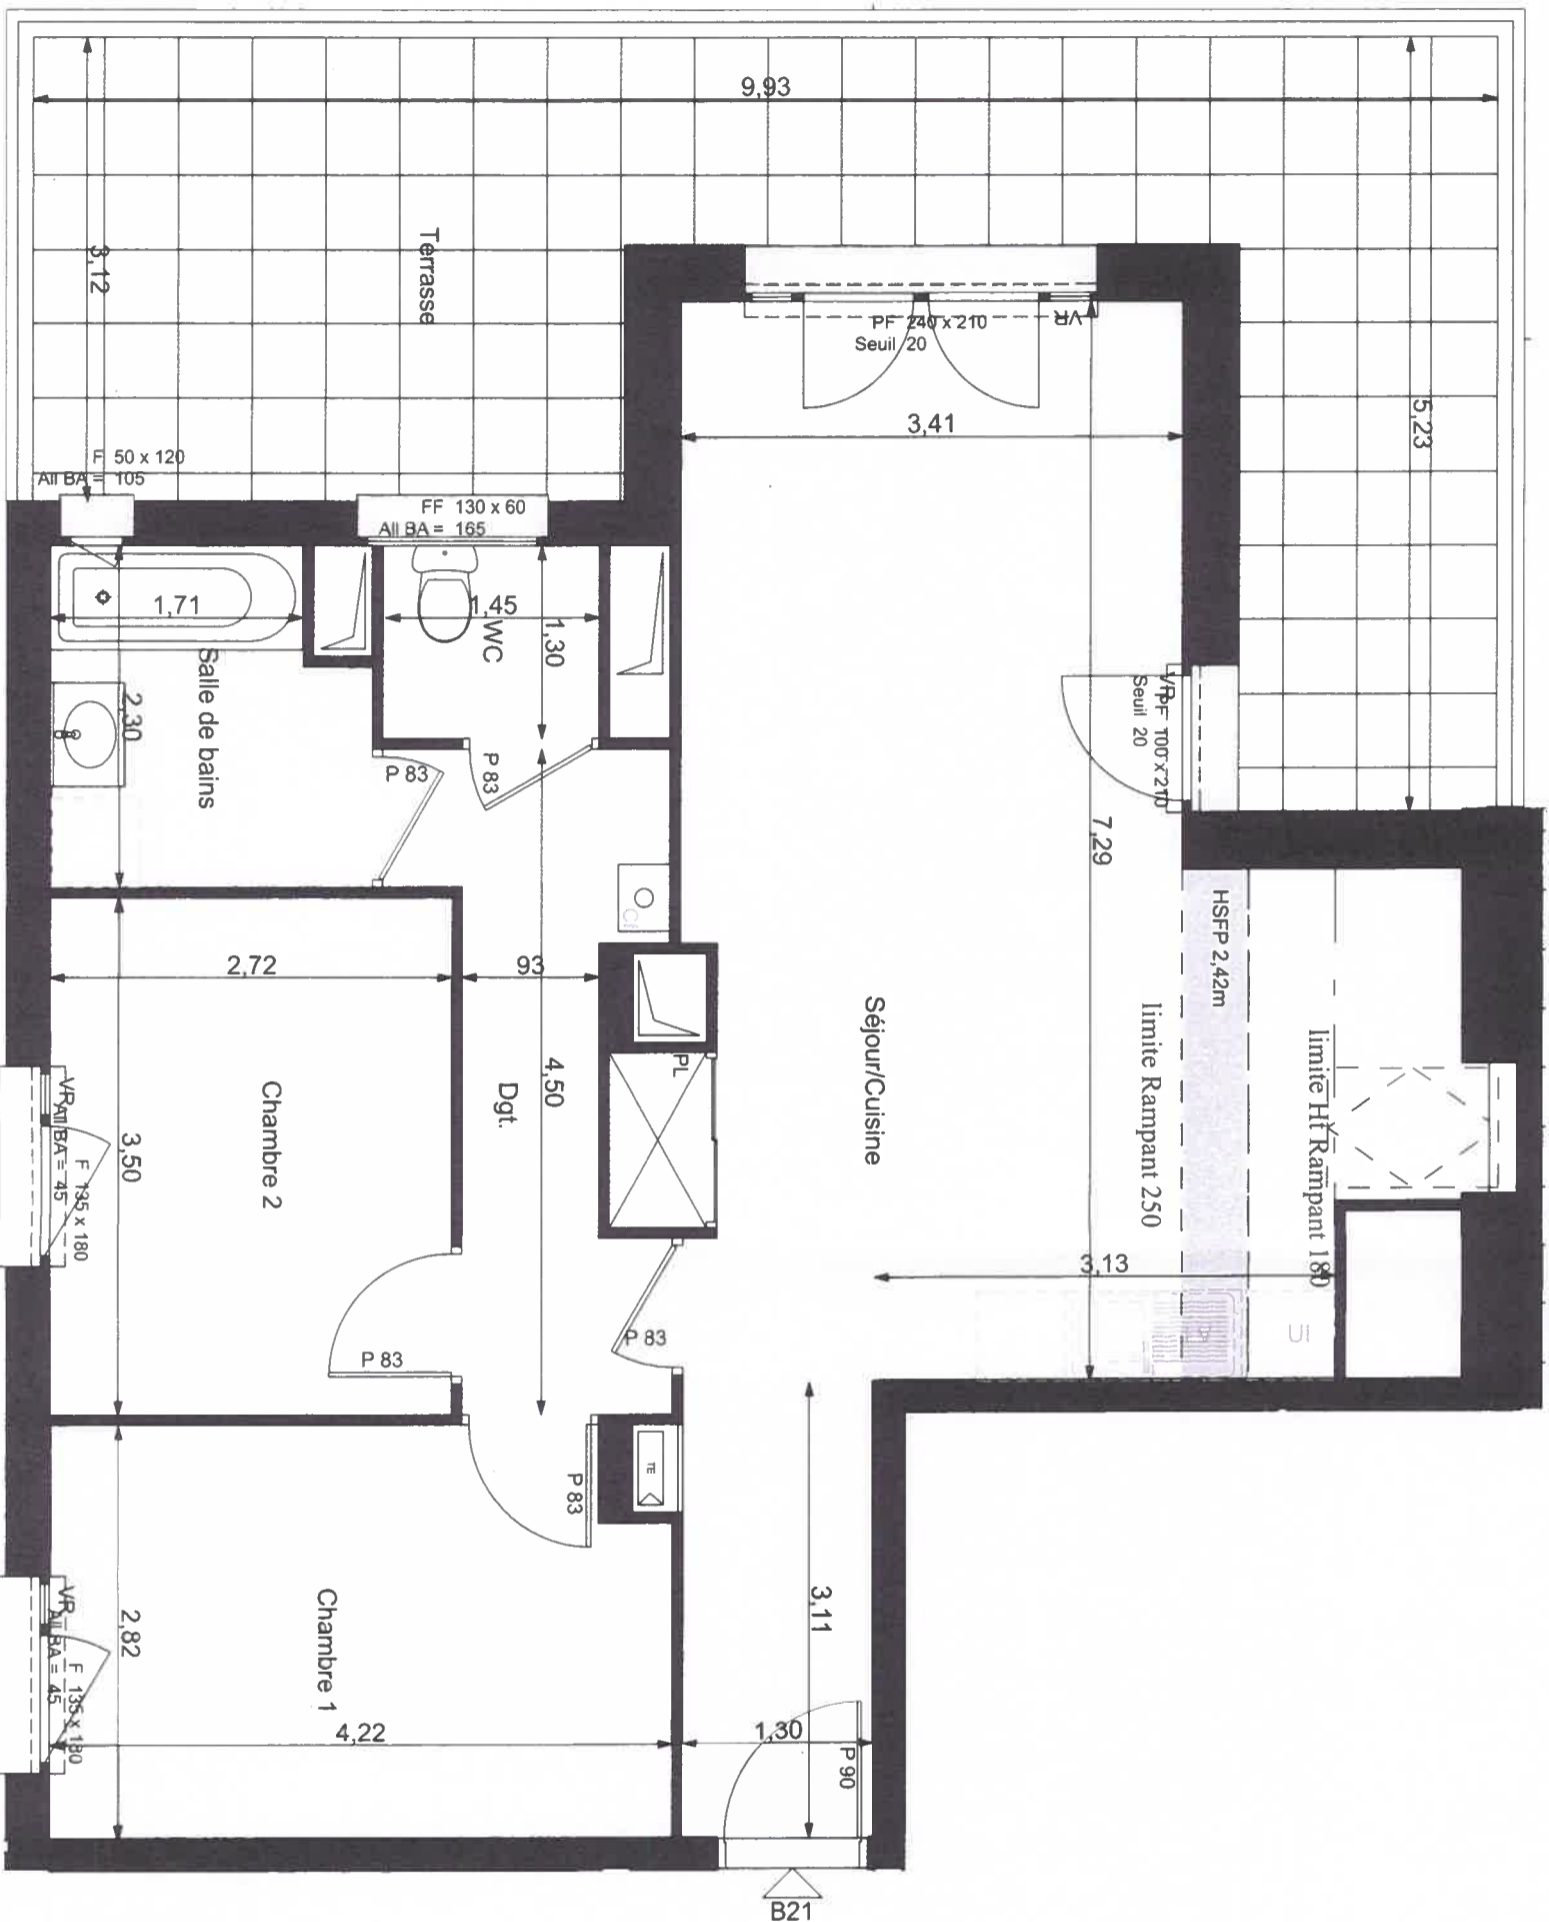 9,93
3,12
Terrasse
5,23
PF 240 x 210
Seuil 20
VR
3,41
F 50 x 120
All BA = 105
FF 130 x 60
All BA = 165
1,71
1,45
WC
1,30
Salle de bains
2,30
P 83
P 83
VR
PF 100 x 210
Seuil 20
7,29
HSFP 2,42m
limite Rampant 250
limite Ht Rampant 180
2,72
93
4,50
Dgt.
PL
Séjour/Cuisine
Chambre 2
3,50
VR
All BA = 45
F 135 x 180
3,13
P 83
P 83
P 83
TE
3,11
Chambre 1
2,82
VR
All BA = 45
F 135 x 180
4,22
1,30
P 90
B21